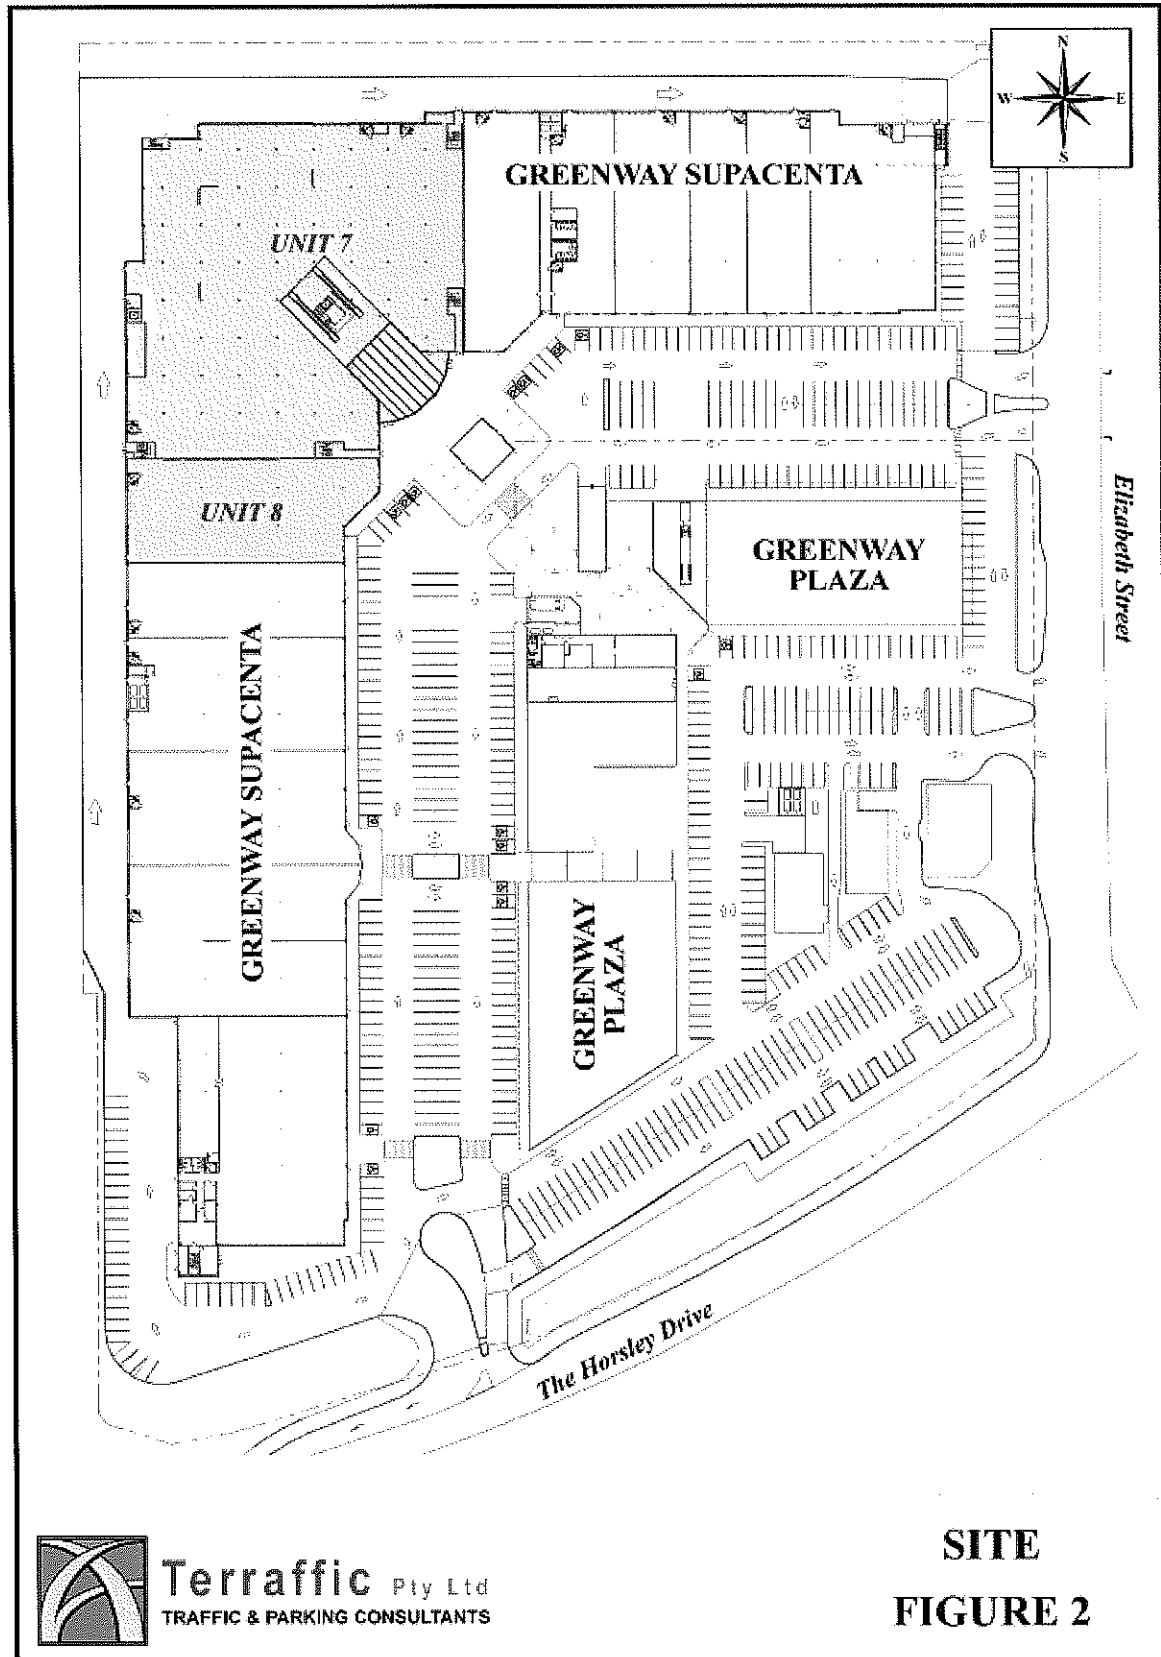 N
W E
S
GREENWAY SUPACENTA
UNIT 7
UNIT 8
GREENWAY
PLAZA
Elizabeth Street
GREENWAY SUPACENTA
GREENWAY
PLAZA
The Horsley Drive
SITE
FIGURE 2
Terraffic Pty Ltd
TRAFFIC & PARKING CONSULTANTS